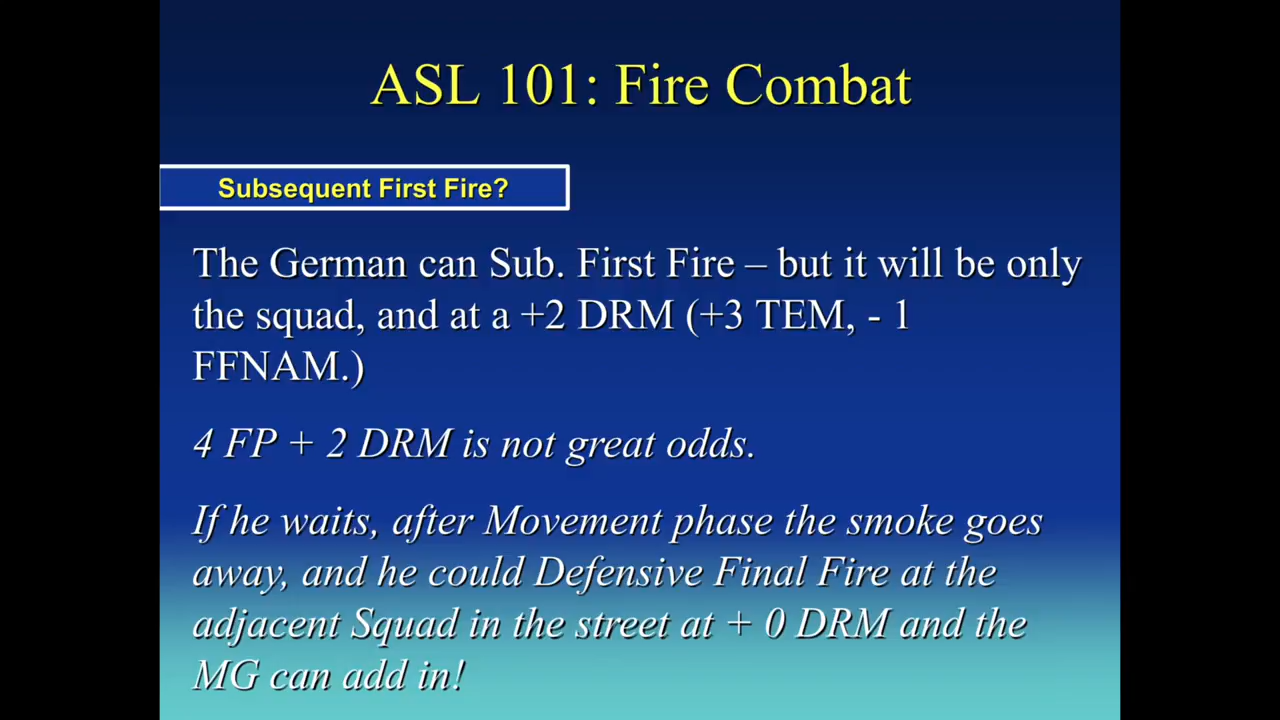 ASL 101: Fire Combat
Subsequent First Fire?
The German can Sub. First Fire – but it will be only
the squad, and at a +2 DRM (+3 TEM, - 1
FFNAM.)
4 FP + 2 DRM is not great odds.
If he waits, after Movement phase the smoke goes
away, and he could Defensive Final Fire at the
adjacent Squad in the street at + 0 DRM and the
MG can add in!